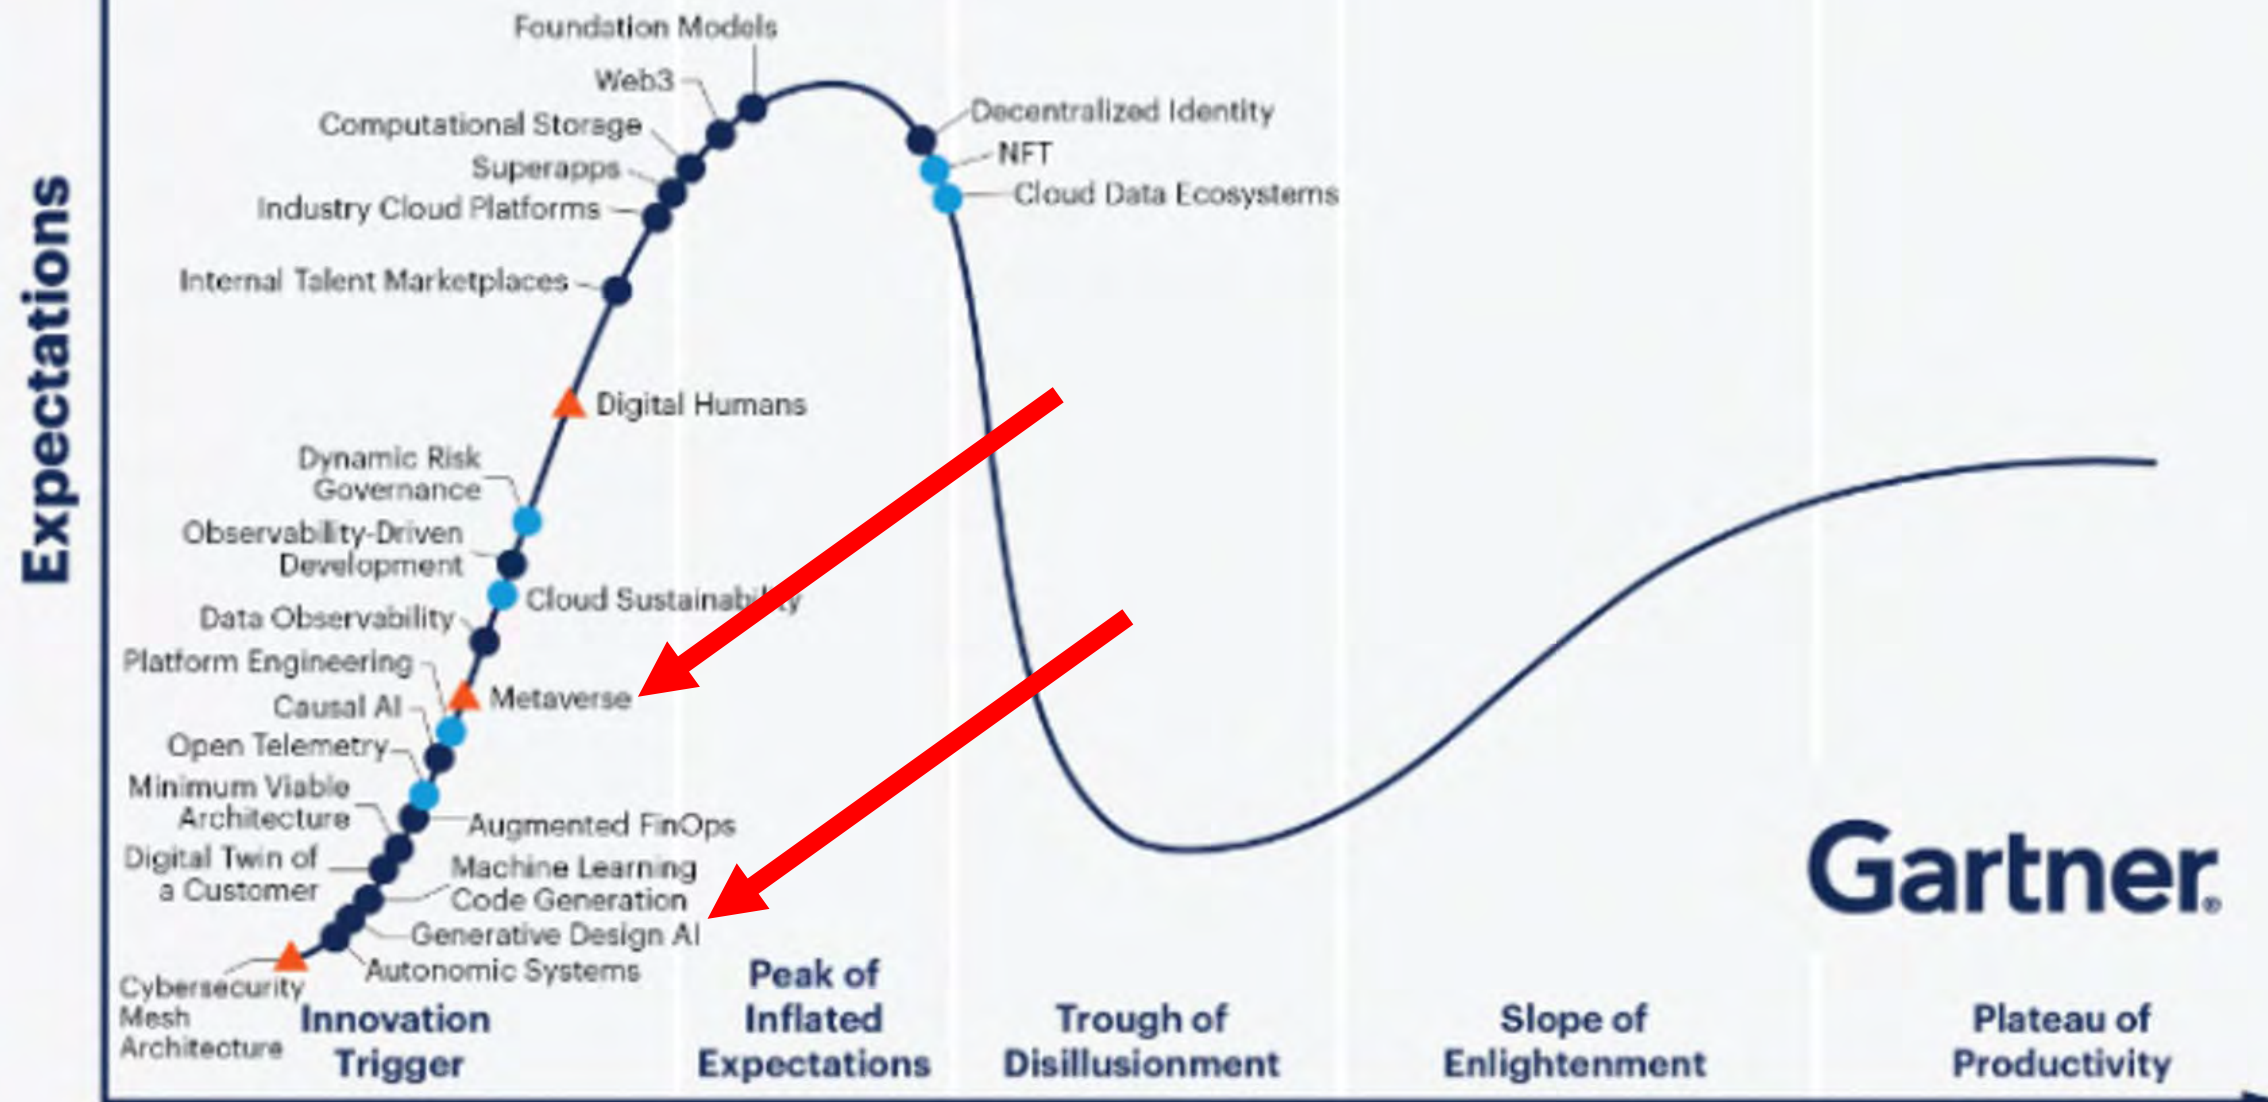 Foundation Models
Web3
Computational Storage
Superapps
Industry Cloud Platforms
Internal Talent Marketplaces
Decentralized Identity
NFT
Cloud Data Ecosystems
Expectations
Digital Humans
Dynamic Risk
Governance
Observability-Driven
Development
Cloud Sustainability
Data Observability
Platform Engineering
Metaverse
Causal AI
Open Telemetry
Minimum Viable
Architecture
Augmented FinOps
Digital Twin of
a Customer
Machine Learning
Code Generation
Generative Design AI
Autonomic Systems
Cybersecurity
Mesh
Architecture
Gartner®
Innovation
Trigger
Peak of
Inflated
Expectations
Trough of
Disillusionment
Slope of
Enlightenment
Plateau of
Productivity